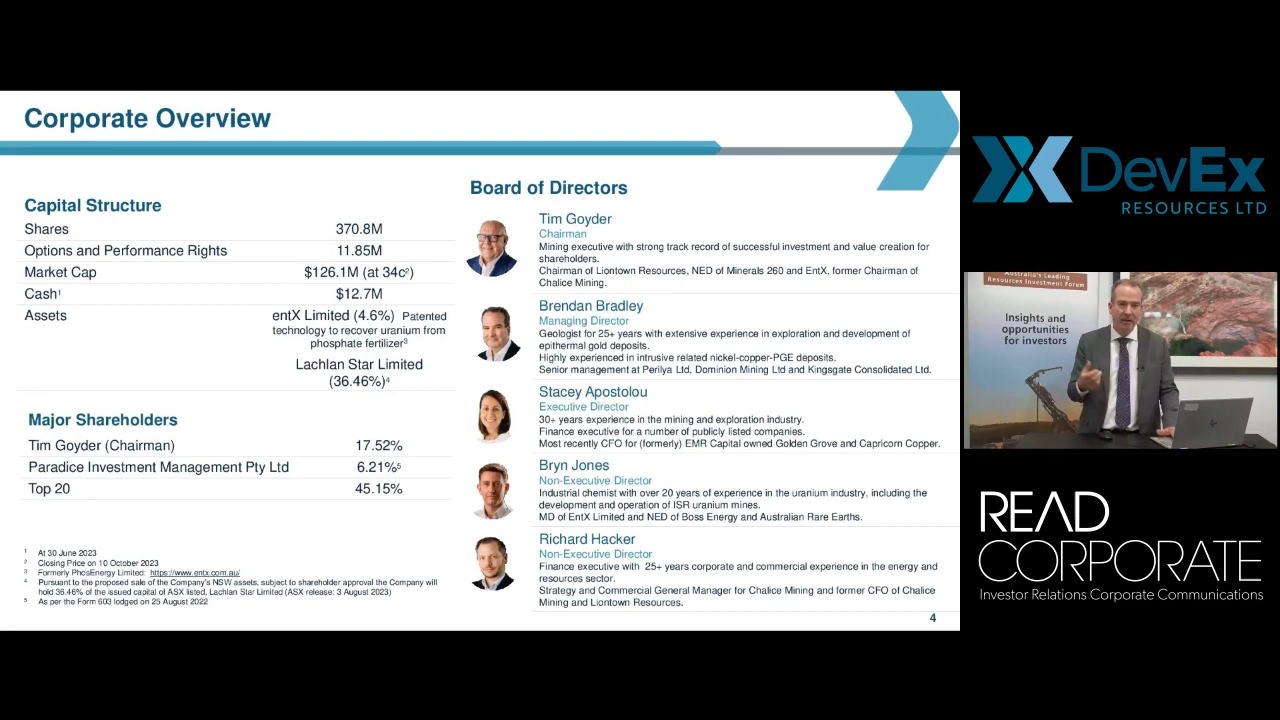 Corporate Overview
Capital Structure
Shares 370.8M
Options and Performance Rights 11.85M
Market Cap $126.1M (at 34c²)
Cash¹ $12.7M
Assets entX Limited (4.6%) Patented
technology to recover uranium from
phosphate fertilizer³
Lachlan Star Limited
(36.46%)⁴
Major Shareholders
Tim Goyder (Chairman) 17.52%
Paradice Investment Management Pty Ltd 6.21%⁵
Top 20 45.15%
1 At 30 June 2023
2 Closing Price on 10 October 2023
3 Formerly PhosEnergy Limited: https://www.entx.com.au/
4 Pursuant to the proposed sale of the Company's NSW assets, subject to shareholder approval the Company will
hold 36.46% of the issued capital of ASX listed, Lachlan Star Limited (ASX release: 3 August 2023)
5 As per the Form 603 lodged on 25 August 2022
Board of Directors
Tim Goyder
Chairman
Mining executive with strong track record of successful investment and value creation for
shareholders.
Chairman of Liontown Resources, NED of Minerals 260 and EntX, former Chairman of
Chalice Mining.
Brendan Bradley
Managing Director
Geologist for 25+ years with extensive experience in exploration and development of
epithermal gold deposits.
Highly experienced in intrusive related nickel-copper-PGE deposits.
Senior management at Perilya Ltd, Dominion Mining Ltd and Kingsgate Consolidated Ltd.
Stacey Apostolou
Executive Director
30+ years experience in the mining and exploration industry.
Finance executive for a number of publicly listed companies.
Most recently CFO for (formerly) EMR Capital owned Golden Grove and Capricorn Copper.
Bryn Jones
Non-Executive Director
Industrial chemist with over 20 years of experience in the uranium industry, including the
development and operation of ISR uranium mines.
MD of EntX Limited and NED of Boss Energy and Australian Rare Earths.
Richard Hacker
Non-Executive Director
Finance executive with 25+ years corporate and commercial experience in the energy and
resources sector.
Strategy and Commercial General Manager for Chalice Mining and former CFO of Chalice
Mining and Liontown Resources.
4
DevEx
RESOURCES LTD
Australia's Leading
Resources Investment Forum
Insights and
opportunities
for investors
READ
CORPORATE
Investor Relations Corporate Communications